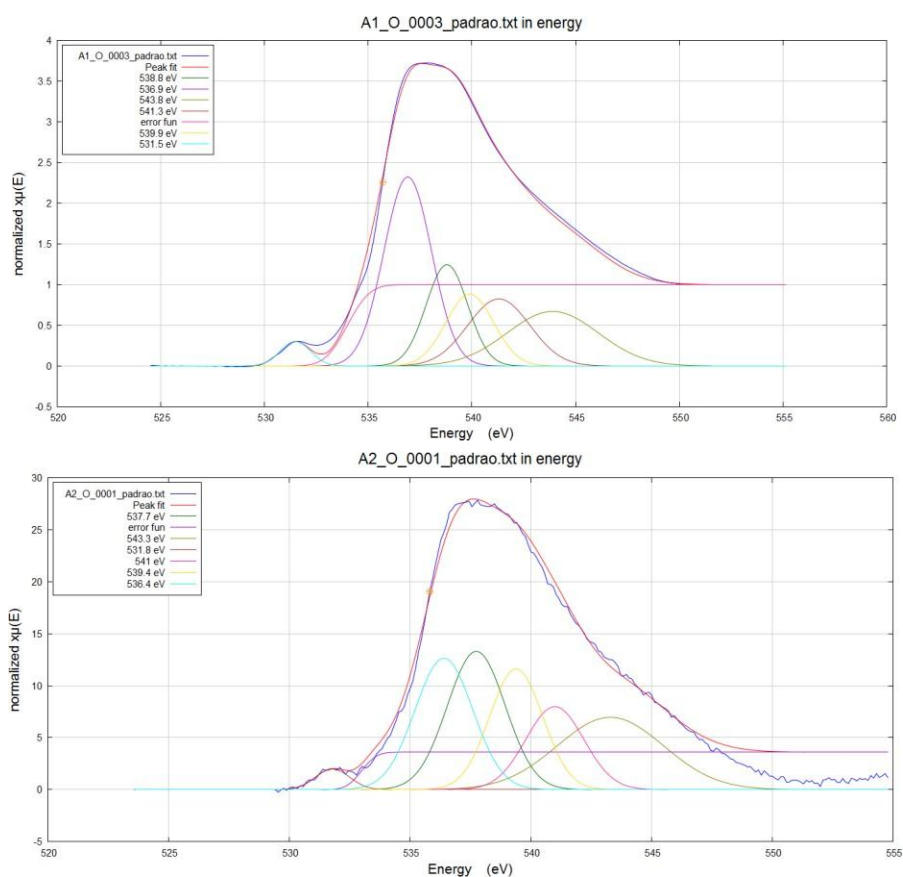 A1_O_0003_padrao.txt in energy
4
3.5
3
2.5
2
1.5
1
0.5
0
-0.5
normalized xμ(E)
A1_O_0003_padrao.txt
Peak fit
538.8 eV
536.9 eV
543.8 eV
541.3 eV
error fun
539.9 eV
531.5 eV
520 525 530 535 540 545 550 555 560
Energy (eV)
A2_O_0001_padrao.txt in energy
30
25
20
15
10
5
0
-5
normalized xμ(E)
A2_O_0001_padrao.txt
Peak fit
537.7 eV
error fun
543.3 eV
531.8 eV
541 eV
539.4 eV
536.4 eV
520 525 530 535 540 545 550 555
Energy (eV)